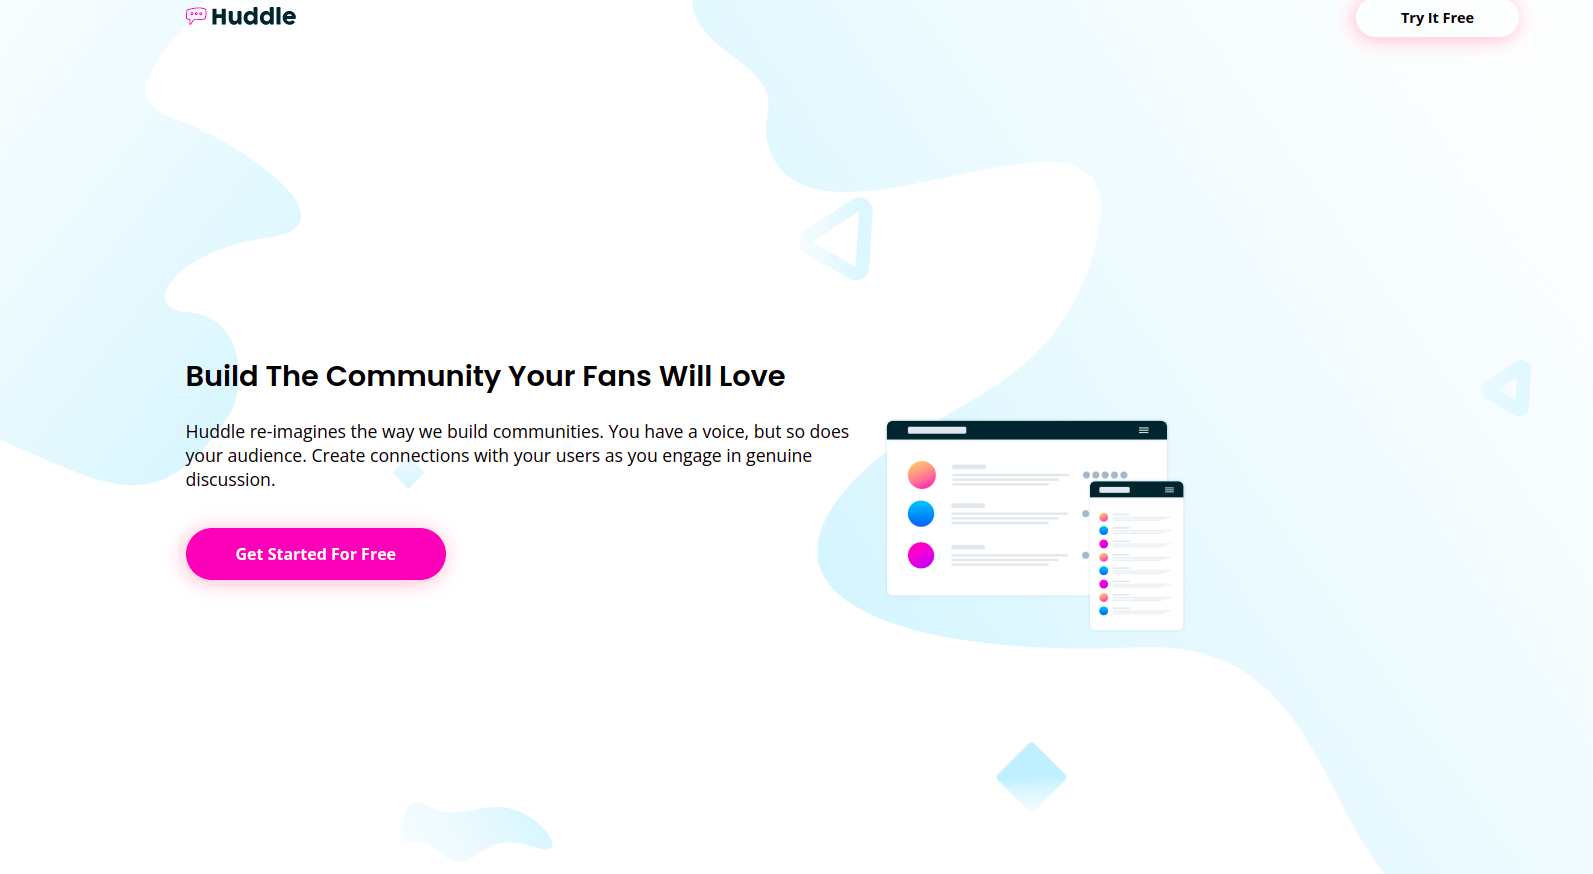 Huddle
Try It Free
Build The Community Your Fans Will Love
Huddle re-imagines the way we build communities. You have a voice, but so does
your audience. Create connections with your users as you engage in genuine
discussion.
Get Started For Free